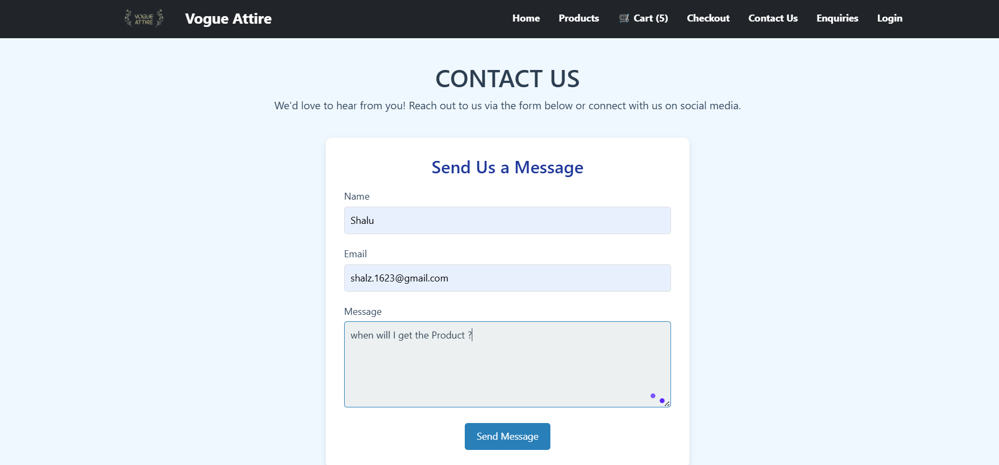 VOGUE
ATTIRE
Vogue Attire
Home Products Cart (5) Checkout Contact Us Enquiries Login
CONTACT US
We'd love to hear from you! Reach out to us via the form below or connect with us on social media.
Send Us a Message
Name
Shalu
Email
shalz.1623@gmail.com
Message
when will I get the Product ?
Send Message